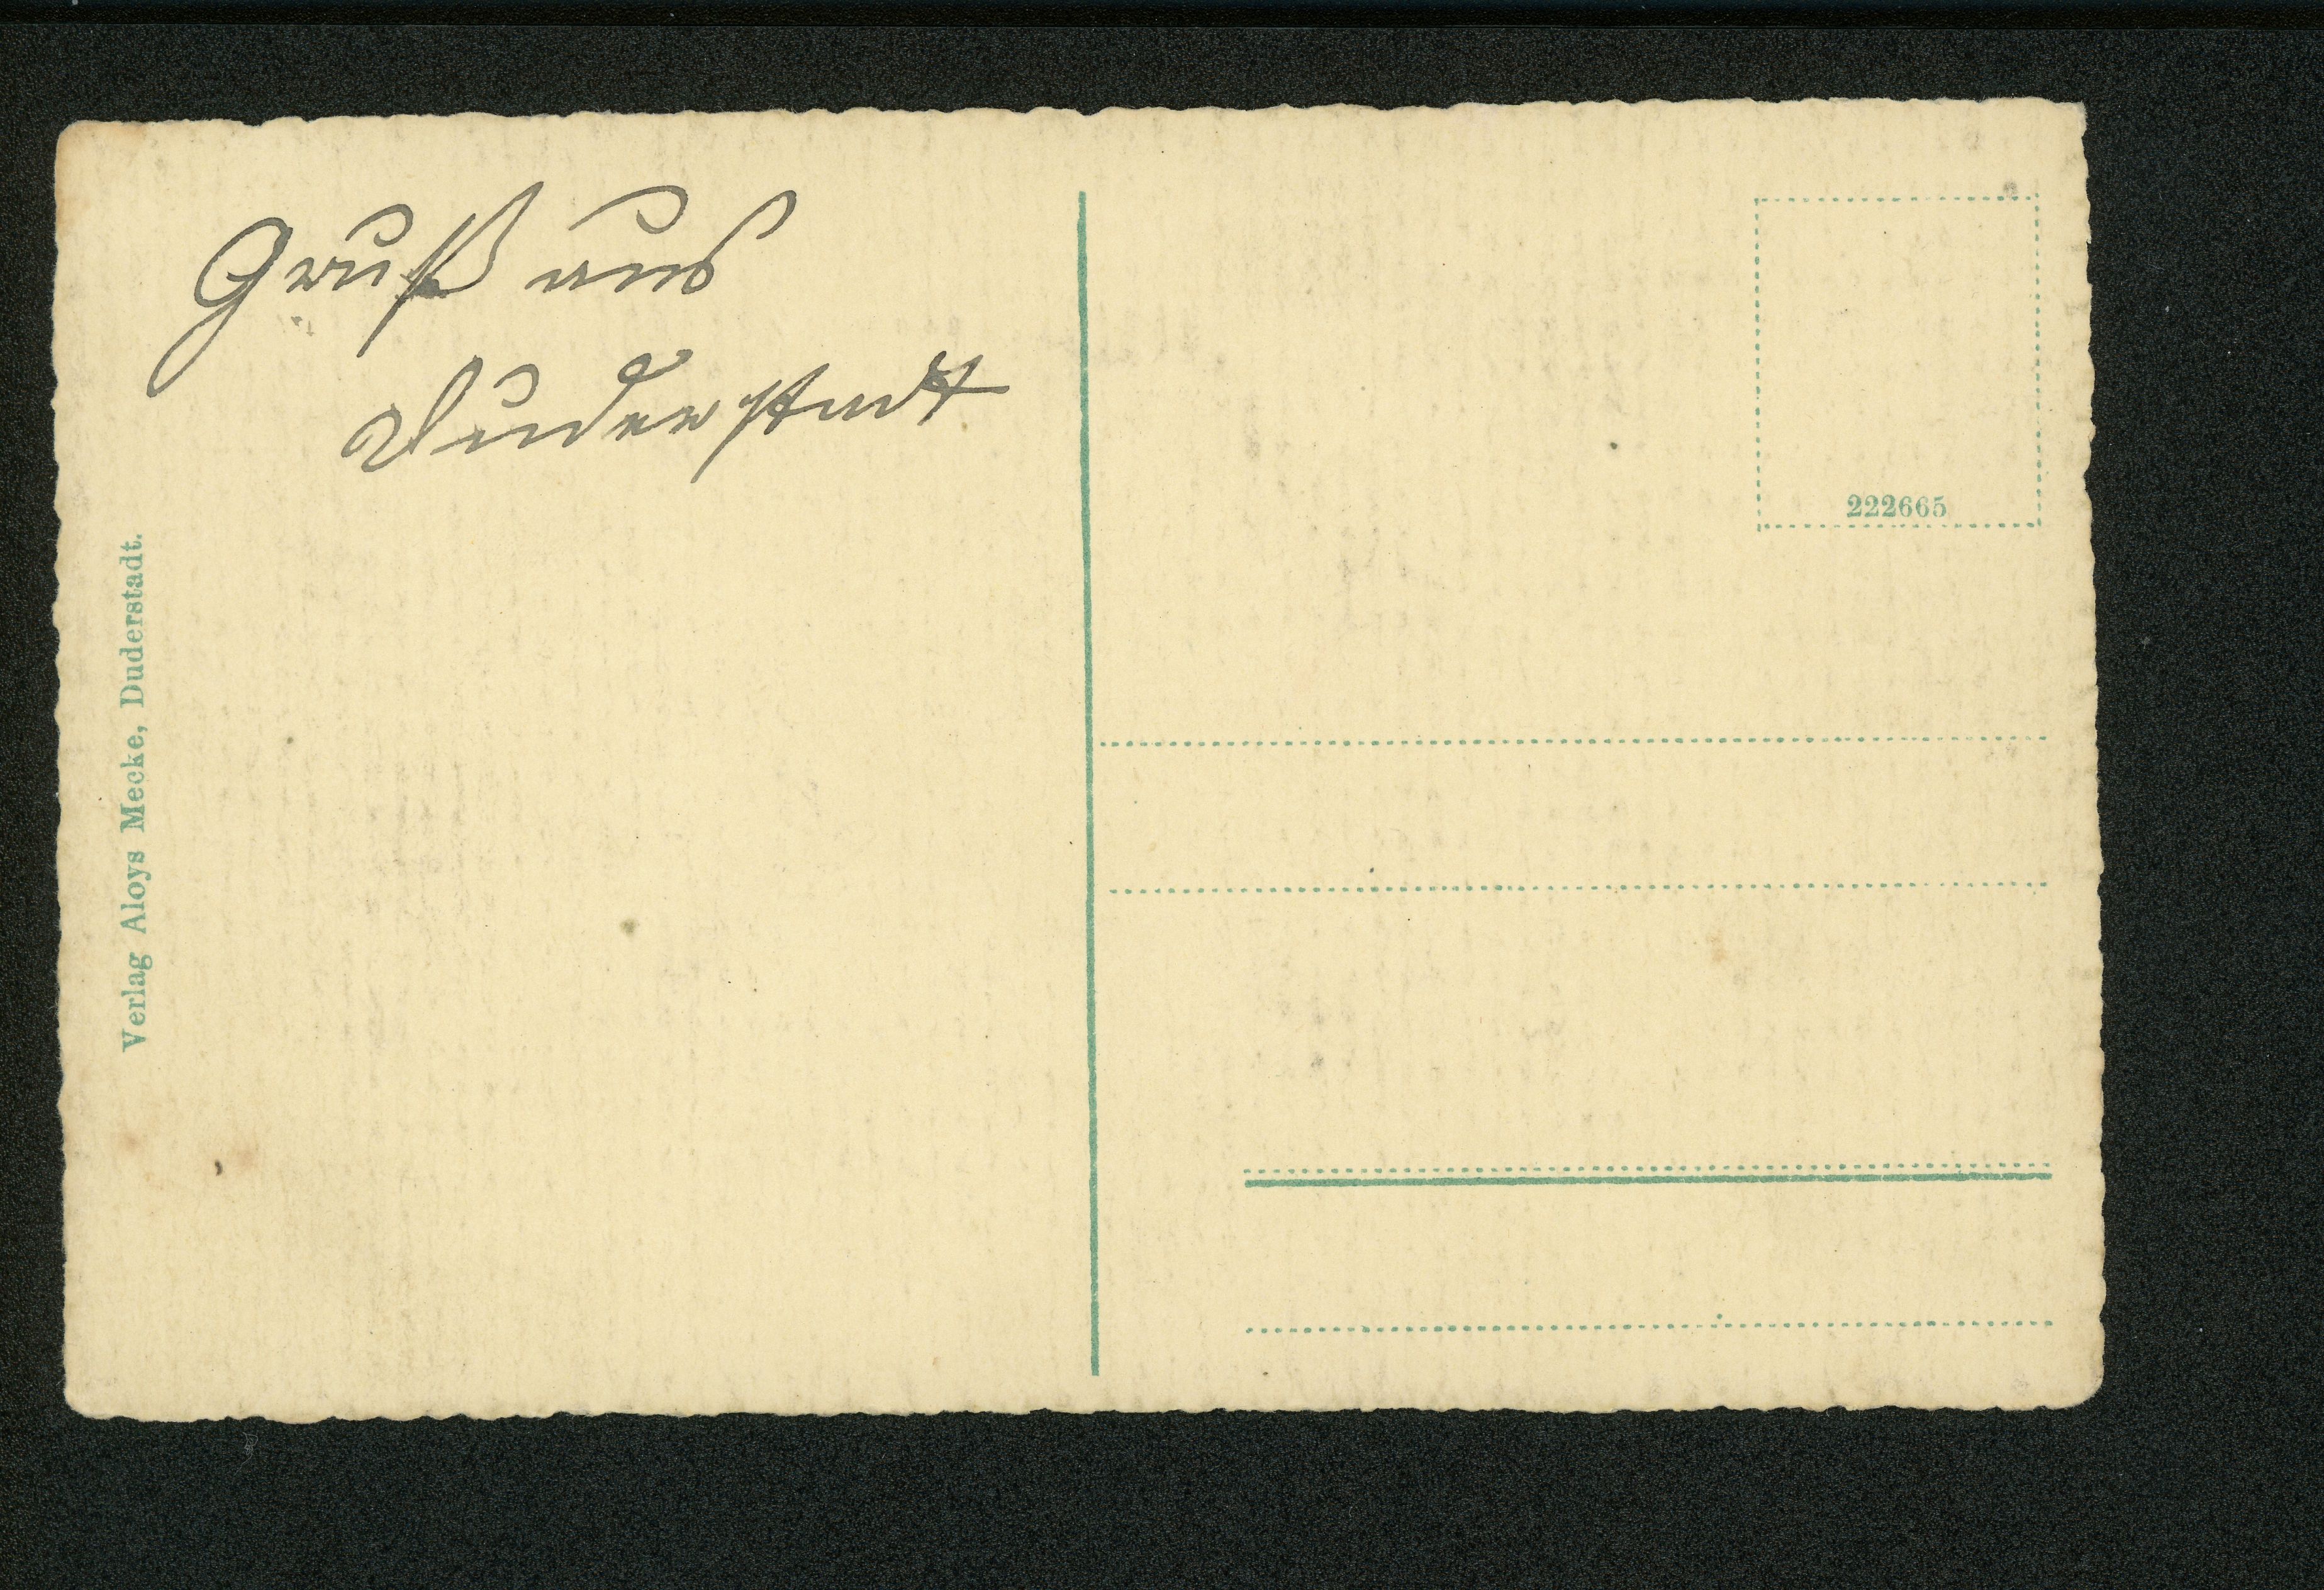 Gruß aus
Duderstadt
Verlag Aloys Mecke, Duderstadt.
222665